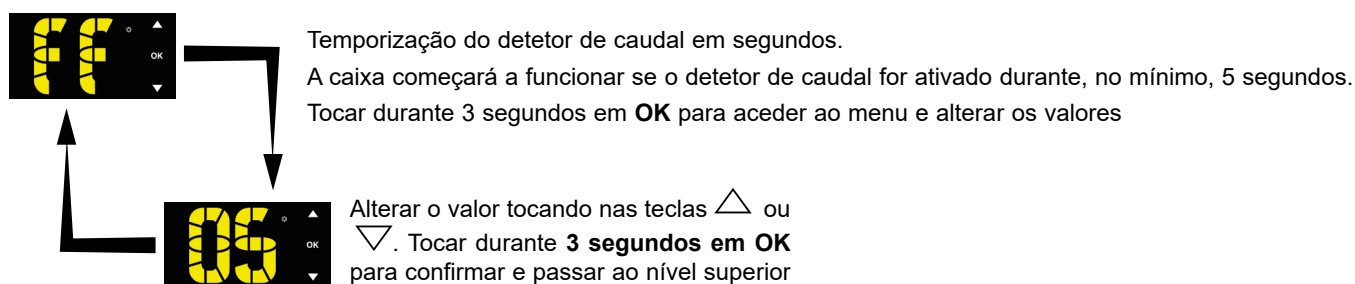 FF
OK
Temporização do detetor de caudal em segundos.
A caixa começará a funcionar se o detetor de caudal for ativado durante, no mínimo, 5 segundos.
Tocar durante 3 segundos em OK para aceder ao menu e alterar os valores
05
OK
Alterar o valor tocando nas teclas △ ou
▽. Tocar durante 3 segundos em OK
para confirmar e passar ao nível superior